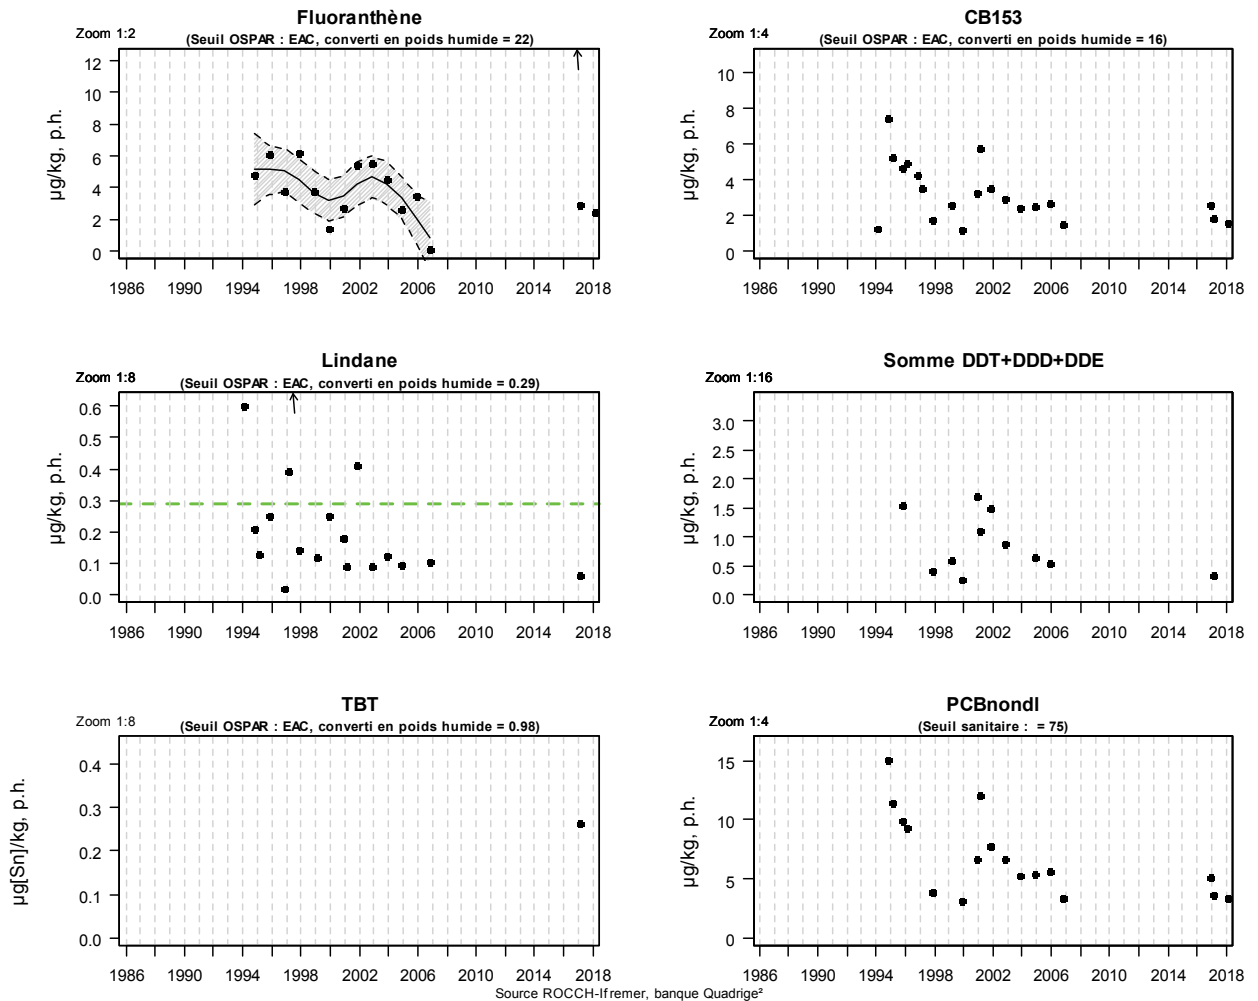 Fluoranthène
Zoom 1:2
(Seuil OSPAR : EAC, converti en poids humide = 22)
µg/kg, p.h.
12
10
8
6
4
2
0
1986 1990 1994 1998 2002 2006 2010 2014 2018
CB153
Zoom 1:4
(Seuil OSPAR : EAC, converti en poids humide = 16)
µg/kg, p.h.
10
8
6
4
2
0
1986 1990 1994 1998 2002 2006 2010 2014 2018
Lindane
Zoom 1:8
(Seuil OSPAR : EAC, converti en poids humide = 0.29)
µg/kg, p.h.
0.6
0.5
0.4
0.3
0.2
0.1
0.0
1986 1990 1994 1998 2002 2006 2010 2014 2018
Somme DDT+DDD+DDE
Zoom 1:16
µg/kg, p.h.
3.0
2.5
2.0
1.5
1.0
0.5
0.0
1986 1990 1994 1998 2002 2006 2010 2014 2018
TBT
Zoom 1:8
(Seuil OSPAR : EAC, converti en poids humide = 0.98)
µg[Sn]/kg, p.h.
0.4
0.3
0.2
0.1
0.0
1986 1990 1994 1998 2002 2006 2010 2014 2018
PCBnondl
Zoom 1:4
(Seuil sanitaire : = 75)
µg/kg, p.h.
15
10
5
0
1986 1990 1994 1998 2002 2006 2010 2014 2018
Source ROCCH-Ifremer, banque Quadrige²